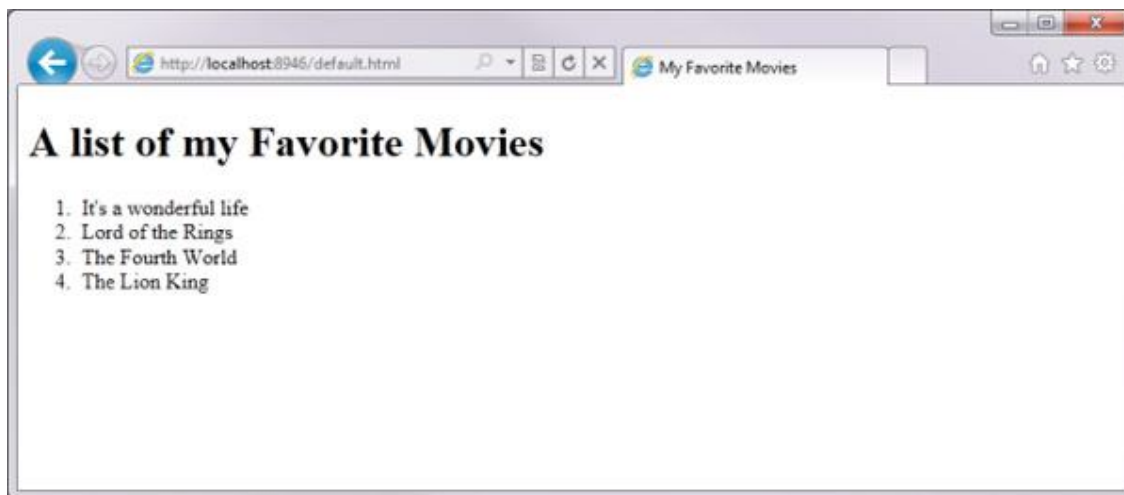 http://localhost:8946/default.html
My Favorite Movies
A list of my Favorite Movies
1. It's a wonderful life
2. Lord of the Rings
3. The Fourth World
4. The Lion King